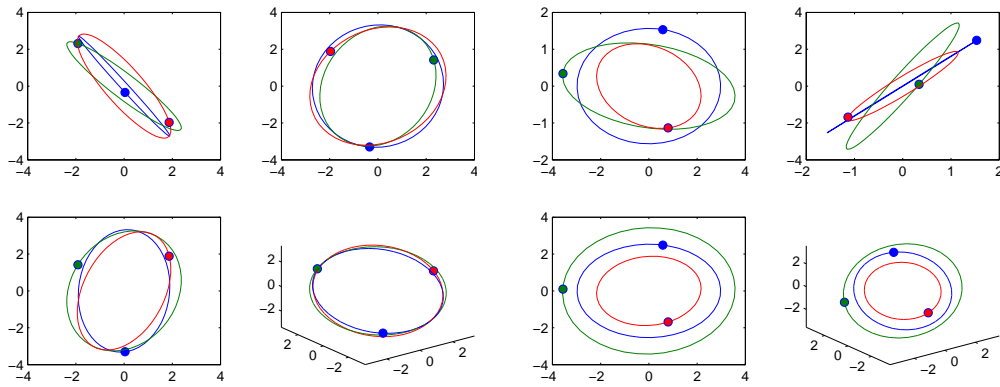 4 4 2 4
2 2 1 2
0 0 0 0
−2 −2 −1 −2
−4 −4 −2 −4
−4 −2 0 2 4 −4 −2 0 2 4 −4 −2 0 2 4 −2 −1 0 1 2
4 4
2 2 2 2
0 0 0 0
−2 −2 −2 −2
−4 −4
−4 −2 0 2 4 2 0 −2 −2 0 2 −4 −2 0 2 4 2 0 −2 −2 0 2